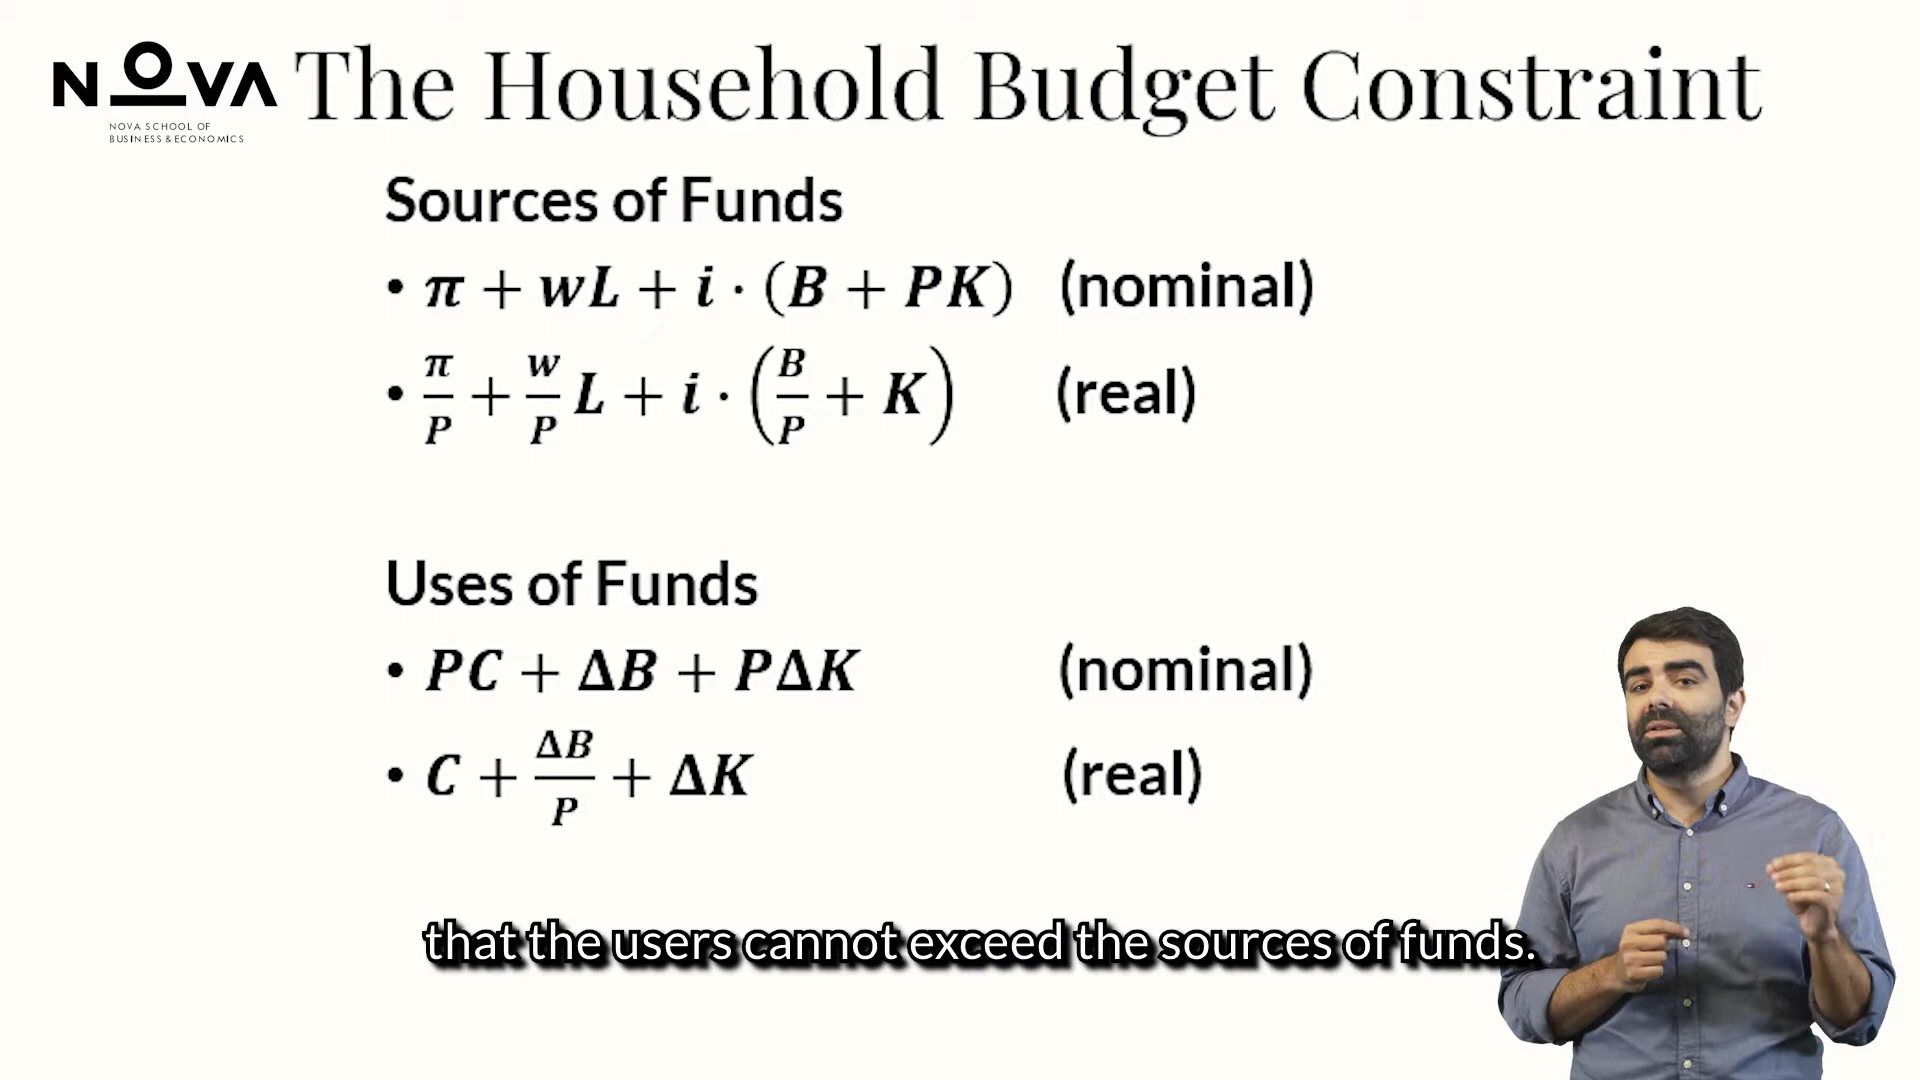 NOVA
NOVA SCHOOL OF
BUSINESS & ECONOMICS
The Household Budget Constraint
Sources of Funds
• π + wL + i · (B + PK) (nominal)
• π/P + w/P L + i · (B/P + K) (real)
Uses of Funds
• PC + ΔB + PΔK (nominal)
• C + ΔB/P + ΔK (real)
that the users cannot exceed the sources of funds.